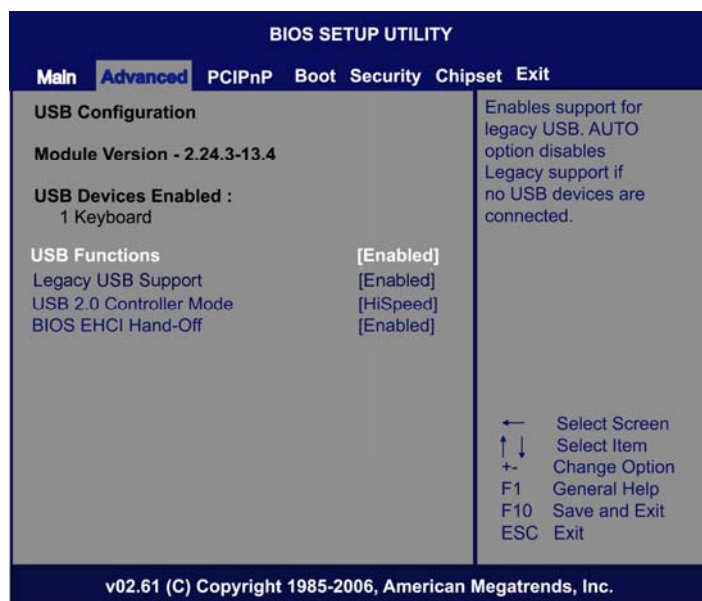 BIOS SETUP UTILITY
Main Advanced PCIPnP Boot Security Chipset Exit
USB Configuration
Module Version - 2.24.3-13.4
USB Devices Enabled :
1 Keyboard
USB Functions [Enabled]
Legacy USB Support [Enabled]
USB 2.0 Controller Mode [HiSpeed]
BIOS EHCI Hand-Off [Enabled]
Enables support for
legacy USB. AUTO
option disables
Legacy support if
no USB devices are
connected.
← Select Screen
↑ ↓ Select Item
+- Change Option
F1 General Help
F10 Save and Exit
ESC Exit
v02.61 (C) Copyright 1985-2006, American Megatrends, Inc.